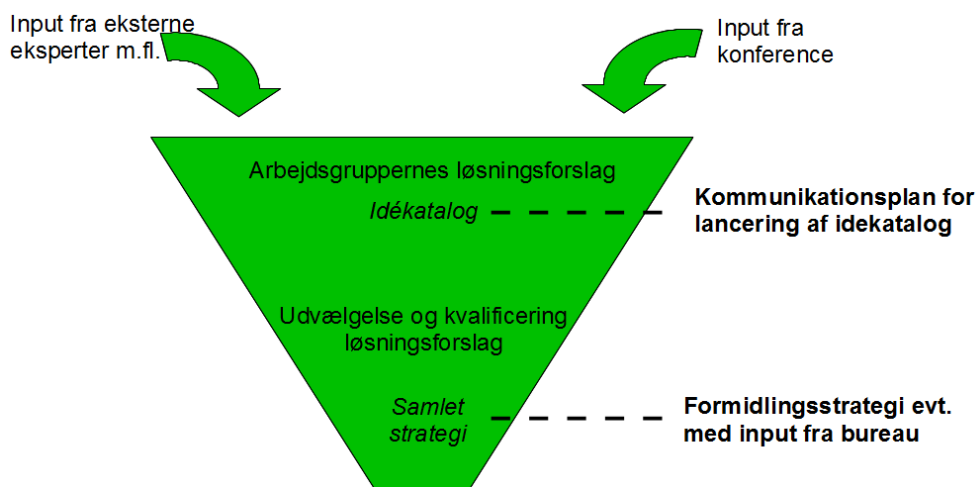 Input fra eksterne
eksperter m.fl.
Input fra
konference
Arbejdsgruppernes løsningsforslag
Idékatalog
Kommunikationsplan for
lancering af idekatalog
Udvælgelse og kvalificering
løsningsforslag
Samlet
strategi
Formidlingsstrategi evt.
med input fra bureau